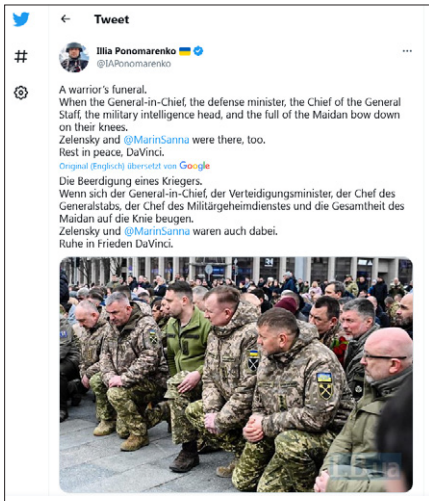 Tweet
Illia Ponomarenko
@IAPonomarenko
A warrior's funeral.
When the General-in-Chief, the defense minister, the Chief of the General
Staff, the military intelligence head, and the full of the Maidan bow down
on their knees.
Zelensky and @MarinSanna were there, too.
Rest in peace, DaVinci.
Original (Englisch) übersetzt von Google
Die Beerdigung eines Kriegers.
Wenn sich der General-in-Chief, der Verteidigungsminister, der Chef des
Generalstabs, der Chef des Militärgeheimdienstes und die Gesamtheit des
Maidan auf die Knie beugen.
Zelensky und @MarinSanna waren auch dabei.
Ruhe in Frieden DaVinci.